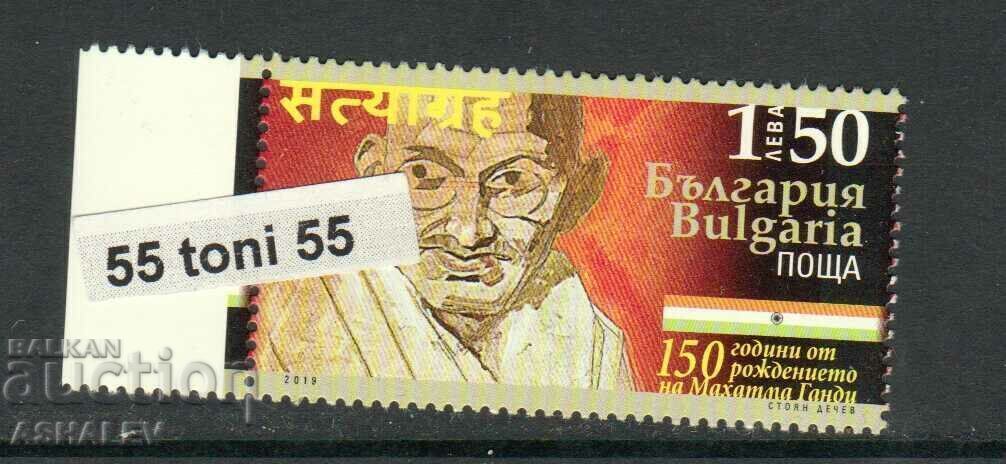 सत्याग्रह
1.50
ЛЕВА
България
Bulgaria
ПОЩА
55 toni 55
150 години от
рождението
на Махатма Ганди
2019
СТОЯН ДЕЧЕВ
BALKAN
auction
ASHALEV